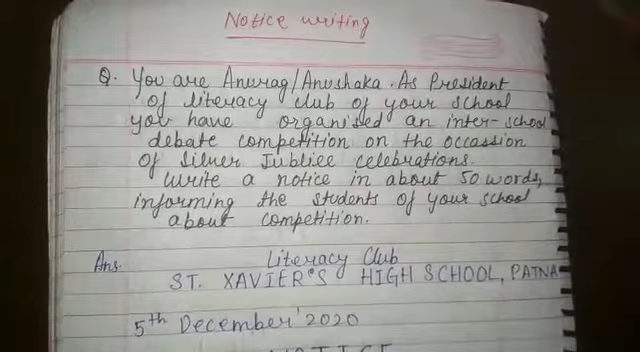 Notice writing
Q. You are Anurag/Anushaka. As President
of literacy club of your school
you have organised an inter-school
debate competition on the occassion
of Silver Jubliee celebrations.
Write a notice in about 50 words,
informing the students of your school
about competition.
Ans. Literacy Club
ST. XAVIER'S HIGH SCHOOL, PATNA
5th December' 2020
NOTICE